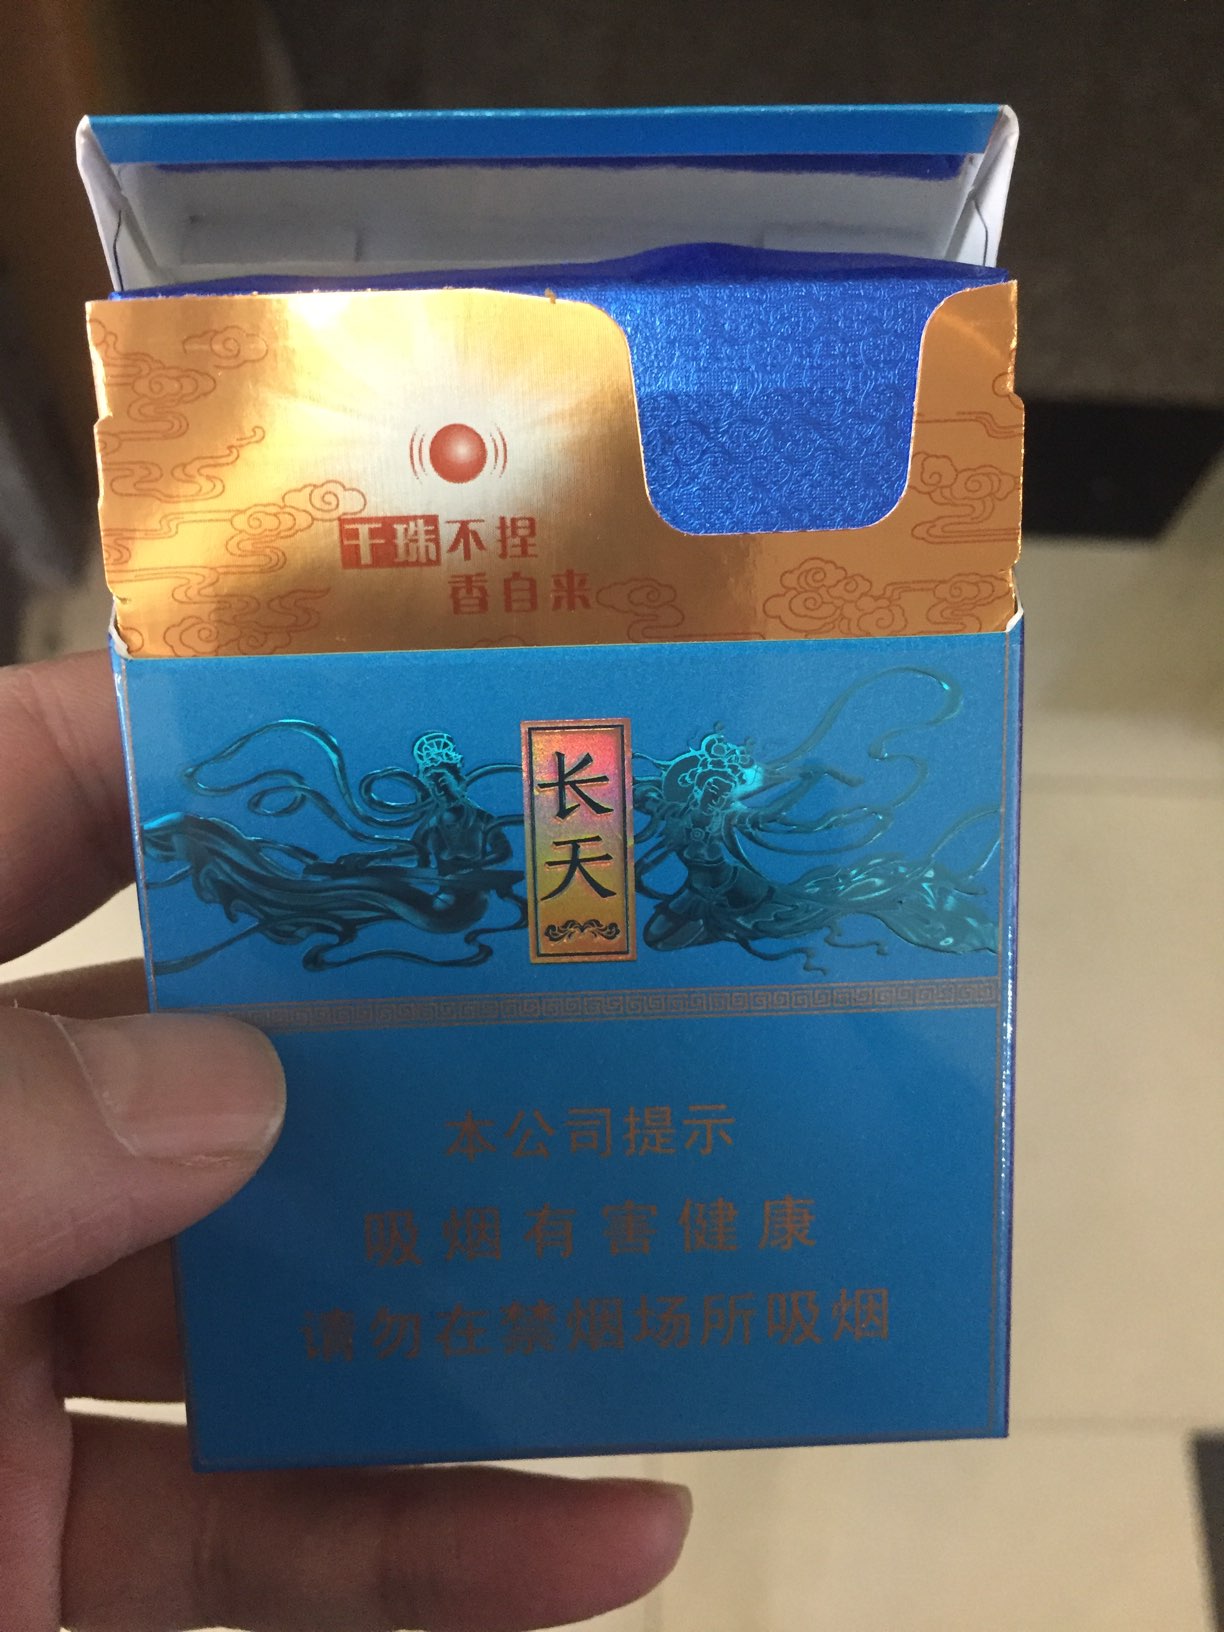 干珠不捏
香自来
长天
本公司提示
吸烟有害健康
请勿在禁烟场所吸烟